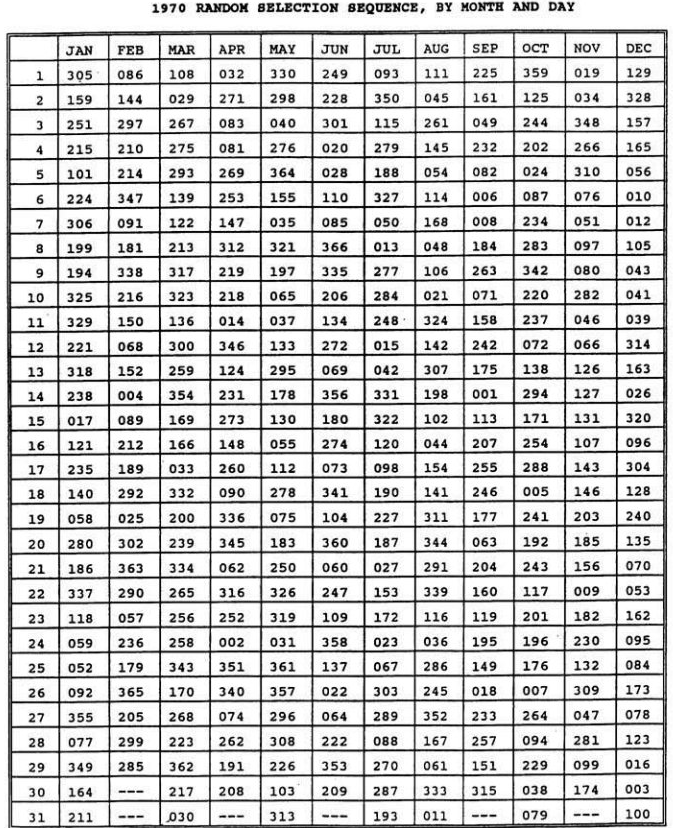 1970 RANDOM SELECTION SEQUENCE, BY MONTH AND DAY
JAN FEB MAR APR MAY JUN JUL AUG SEP OCT NOV DEC
1 305 086 108 032 330 249 093 111 225 359 019 129
2 159 144 029 271 298 228 350 045 161 125 034 328
3 251 297 267 083 040 301 115 261 049 244 348 157
4 215 210 275 081 276 020 279 145 232 202 266 165
5 101 214 293 269 364 028 188 054 082 024 310 056
6 224 347 139 253 155 110 327 114 006 087 076 010
7 306 091 122 147 035 085 050 168 008 234 051 012
8 199 181 213 312 321 366 013 048 184 283 097 105
9 194 338 317 219 197 335 277 106 263 342 080 043
10 325 216 323 218 065 206 284 021 071 220 282 041
11 329 150 136 014 037 134 248 324 158 237 046 039
12 221 068 300 346 133 272 015 142 242 072 066 314
13 318 152 259 124 295 069 042 307 175 138 126 163
14 238 004 354 231 178 356 331 198 001 294 127 026
15 017 089 169 273 130 180 322 102 113 171 131 320
16 121 212 166 148 055 274 120 044 207 254 107 096
17 235 189 033 260 112 073 098 154 255 288 143 304
18 140 292 332 090 278 341 190 141 246 005 146 128
19 058 025 200 336 075 104 227 311 177 241 203 240
20 280 302 239 345 183 360 187 344 063 192 185 135
21 186 363 334 062 250 060 027 291 204 243 156 070
22 337 290 265 316 326 247 153 339 160 117 009 053
23 118 057 256 252 319 109 172 116 119 201 182 162
24 059 236 258 002 031 358 023 036 195 196 230 095
25 052 179 343 351 361 137 067 286 149 176 132 084
26 092 365 170 340 357 022 303 245 018 007 309 173
27 355 205 268 074 296 064 289 352 233 264 047 078
28 077 299 223 262 308 222 088 167 257 094 281 123
29 349 285 362 191 226 353 270 061 151 229 099 016
30 164 --- 217 208 103 209 287 333 315 038 174 003
31 211 --- 030 --- 313 --- 193 011 --- 079 --- 100